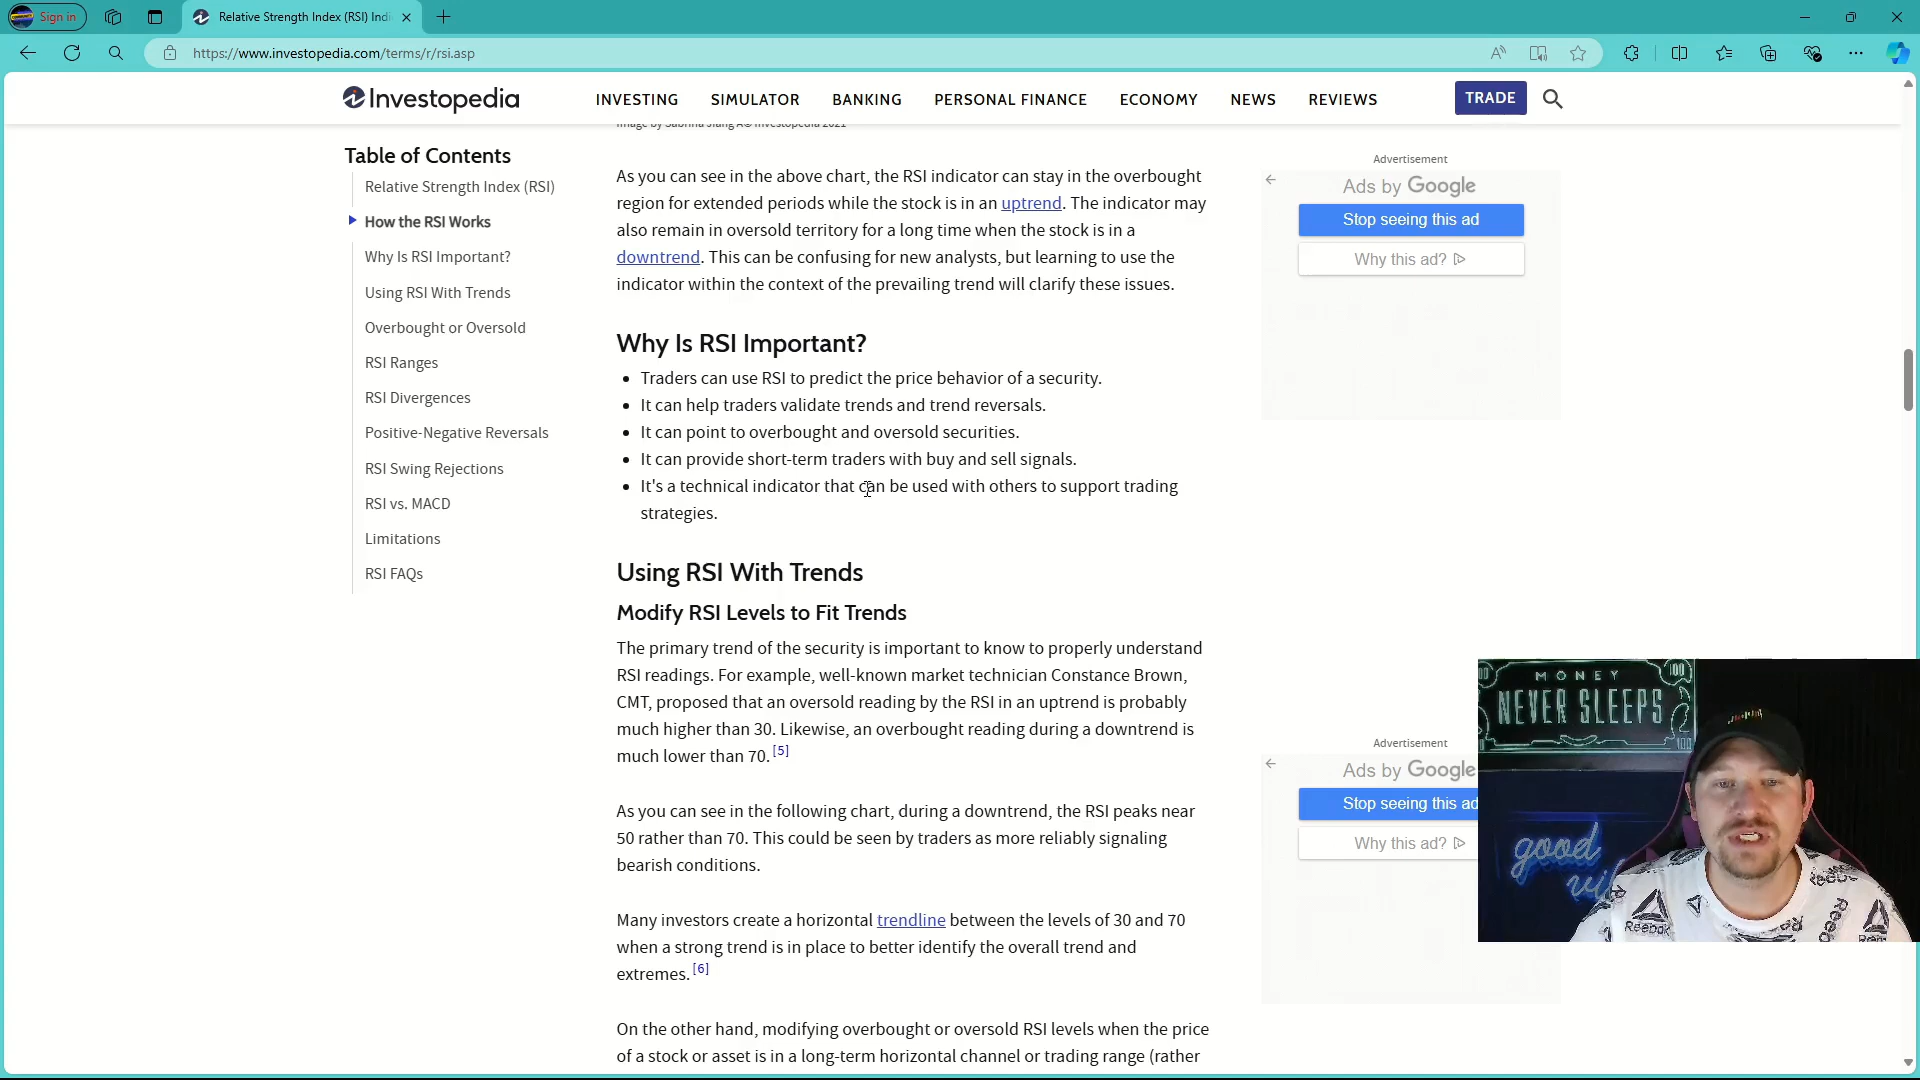 Sign in
Relative Strength Index (RSI) Indi
https://www.investopedia.com/terms/r/rsi.asp
Investopedia
INVESTING
SIMULATOR
BANKING
PERSONAL FINANCE
ECONOMY
NEWS
REVIEWS
TRADE
Table of Contents
Relative Strength Index (RSI)
How the RSI Works
Why Is RSI Important?
Using RSI With Trends
Overbought or Oversold
RSI Ranges
RSI Divergences
Positive-Negative Reversals
RSI Swing Rejections
RSI vs. MACD
Limitations
RSI FAQs
As you can see in the above chart, the RSI indicator can stay in the overbought
region for extended periods while the stock is in an uptrend. The indicator may
also remain in oversold territory for a long time when the stock is in a
downtrend. This can be confusing for new analysts, but learning to use the
indicator within the context of the prevailing trend will clarify these issues.
Why Is RSI Important?
• Traders can use RSI to predict the price behavior of a security.
• It can help traders validate trends and trend reversals.
• It can point to overbought and oversold securities.
• It can provide short-term traders with buy and sell signals.
• It's a technical indicator that can be used with others to support trading
strategies.
Using RSI With Trends
Modify RSI Levels to Fit Trends
The primary trend of the security is important to know to properly understand
RSI readings. For example, well-known market technician Constance Brown,
CMT, proposed that an oversold reading by the RSI in an uptrend is probably
much higher than 30. Likewise, an overbought reading during a downtrend is
much lower than 70. [5]
As you can see in the following chart, during a downtrend, the RSI peaks near
50 rather than 70. This could be seen by traders as more reliably signaling
bearish conditions.
Many investors create a horizontal trendline between the levels of 30 and 70
when a strong trend is in place to better identify the overall trend and
extremes. [6]
On the other hand, modifying overbought or oversold RSI levels when the price
of a stock or asset is in a long-term horizontal channel or trading range (rather
Advertisement
Ads by Google
Stop seeing this ad
Why this ad?
Advertisement
Ads by Google
Stop seeing this ad
Why this ad?
100
MONEY
NEVER SLEEPS
100
good
vi
Reebok
Reebok